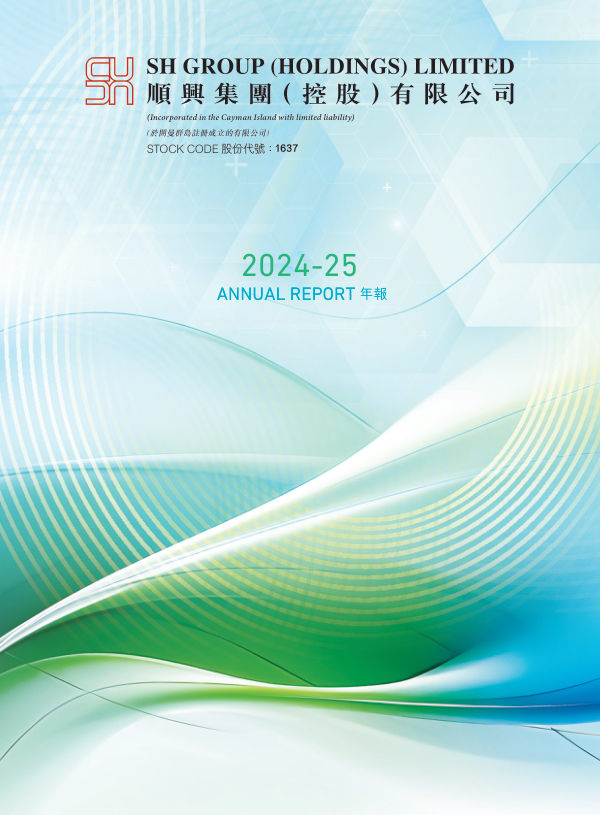 SH GROUP (HOLDINGS) LIMITED
順興集團(控股)有限公司
(Incorporated in the Cayman Island with limited liability)
(於開曼群島註冊成立的有限公司)
STOCK CODE 股份代號：1637
2024-25
ANNUAL REPORT 年報